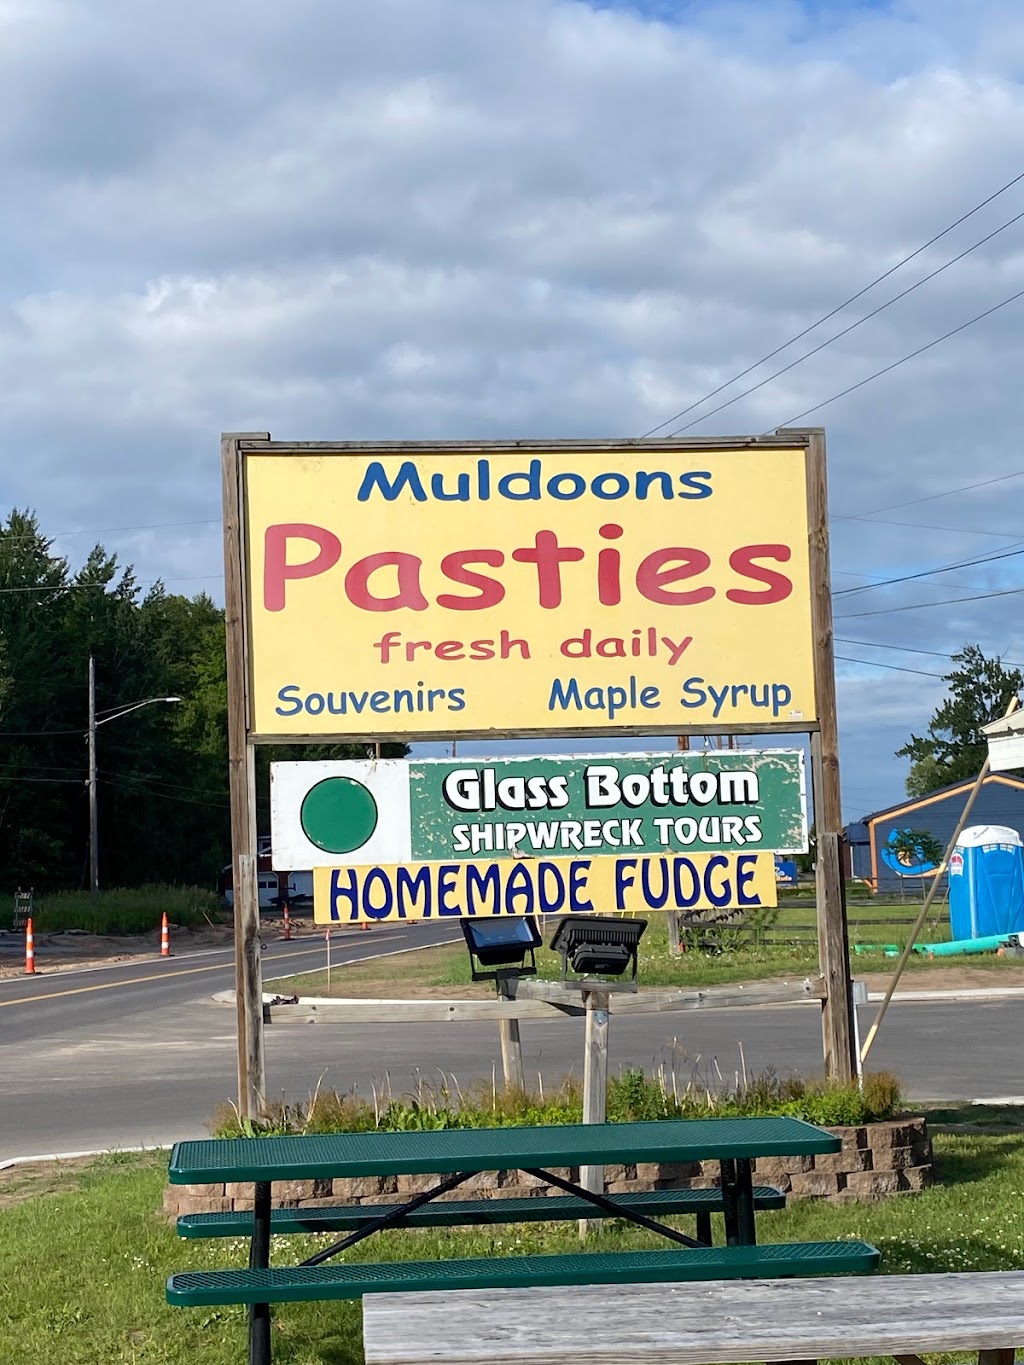 Muldoons
Pasties
fresh daily
Souvenirs Maple Syrup
Glass Bottom
SHIPWRECK TOURS
HOMEMADE FUDGE